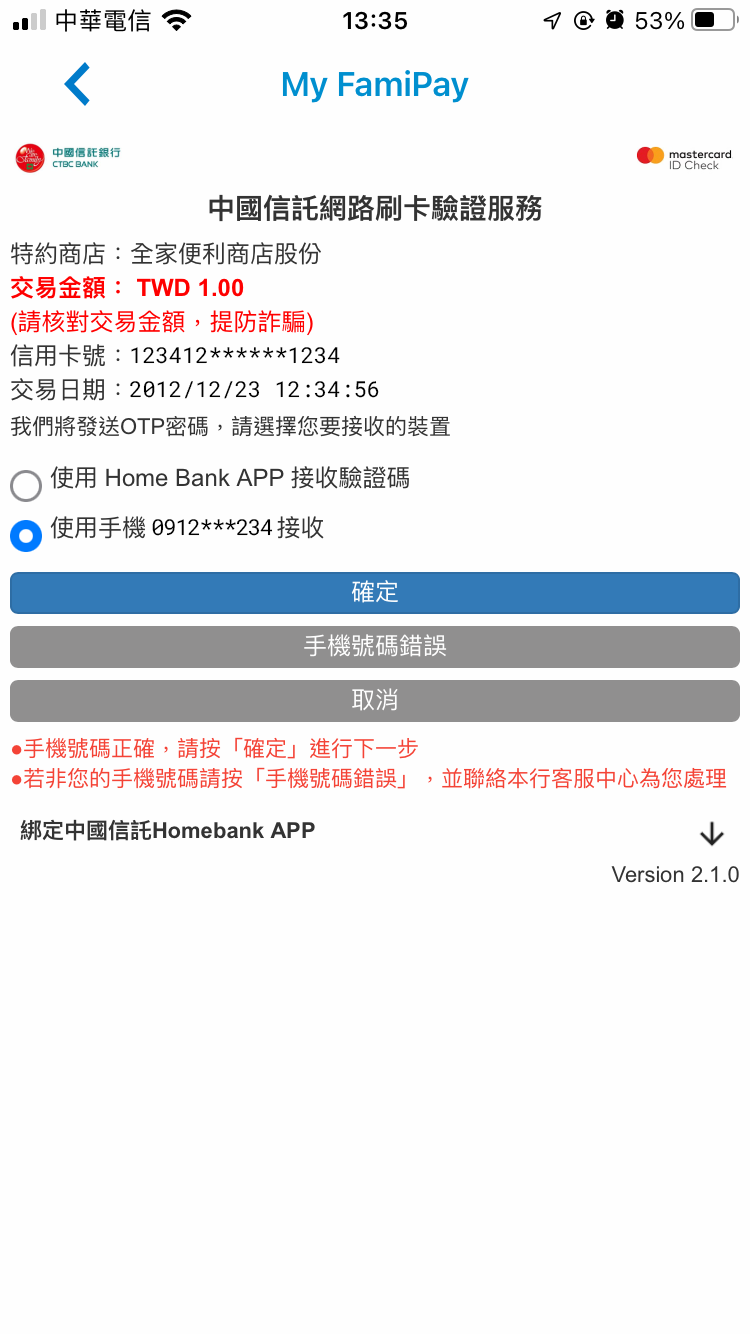 中華電信 13:35 53%
My FamiPay
中國信託銀行
CTBC BANK
mastercard
ID Check
中國信託網路刷卡驗證服務
特約商店：全家便利商店股份
交易金額： TWD 1.00
(請核對交易金額，提防詐騙)
信用卡號：123412******1234
交易日期：2012/12/23 12:34:56
我們將發送OTP密碼，請選擇您要接收的裝置
使用 Home Bank APP 接收驗證碼
使用手機 0912***234 接收
確定
手機號碼錯誤
取消
●手機號碼正確，請按「確定」進行下一步
●若非您的手機號碼請按「手機號碼錯誤」，並聯絡本行客服中心為您處理
綁定中國信託Homebank APP
Version 2.1.0